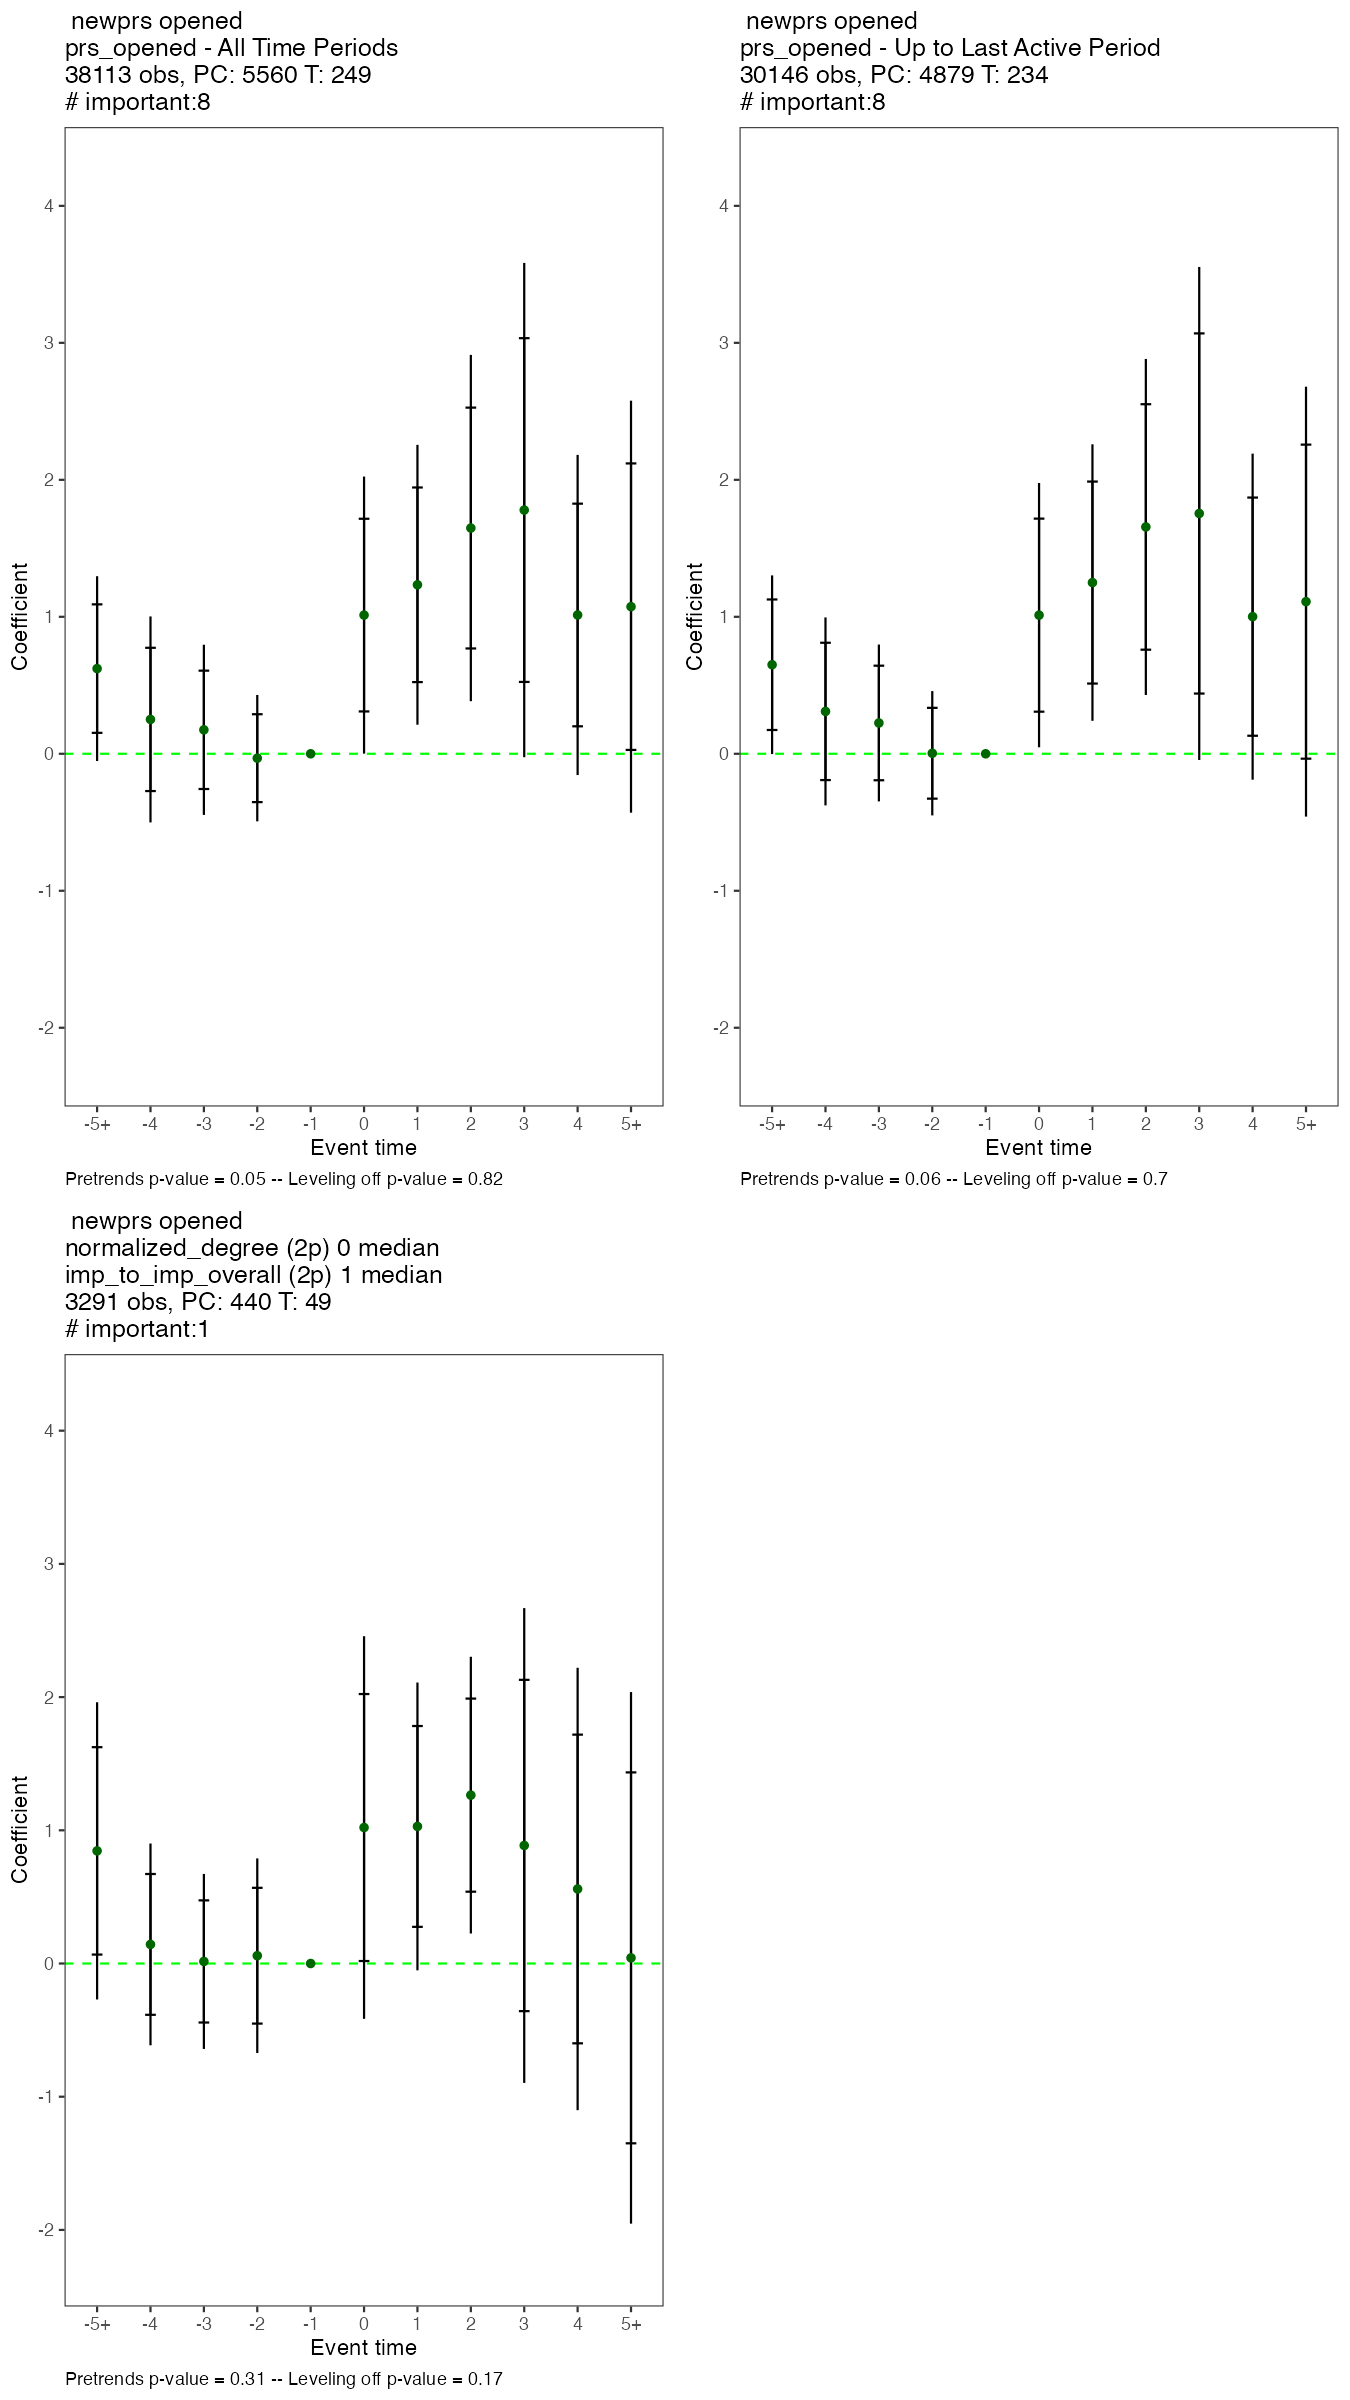 newprs opened
prs_opened - All Time Periods
38113 obs, PC: 5560 T: 249
# important:8
4
3
2
1
0
-1
-2
Coefficient
-5+ -4 -3 -2 -1 0 1 2 3 4 5+
Event time
Pretrends p-value = 0.05 -- Leveling off p-value = 0.82
newprs opened
prs_opened - Up to Last Active Period
30146 obs, PC: 4879 T: 234
# important:8
4
3
2
1
0
-1
-2
Coefficient
-5+ -4 -3 -2 -1 0 1 2 3 4 5+
Event time
Pretrends p-value = 0.06 -- Leveling off p-value = 0.7
newprs opened
normalized_degree (2p) 0 median
imp_to_imp_overall (2p) 1 median
3291 obs, PC: 440 T: 49
# important:1
4
3
2
1
0
-1
-2
Coefficient
-5+ -4 -3 -2 -1 0 1 2 3 4 5+
Event time
Pretrends p-value = 0.31 -- Leveling off p-value = 0.17